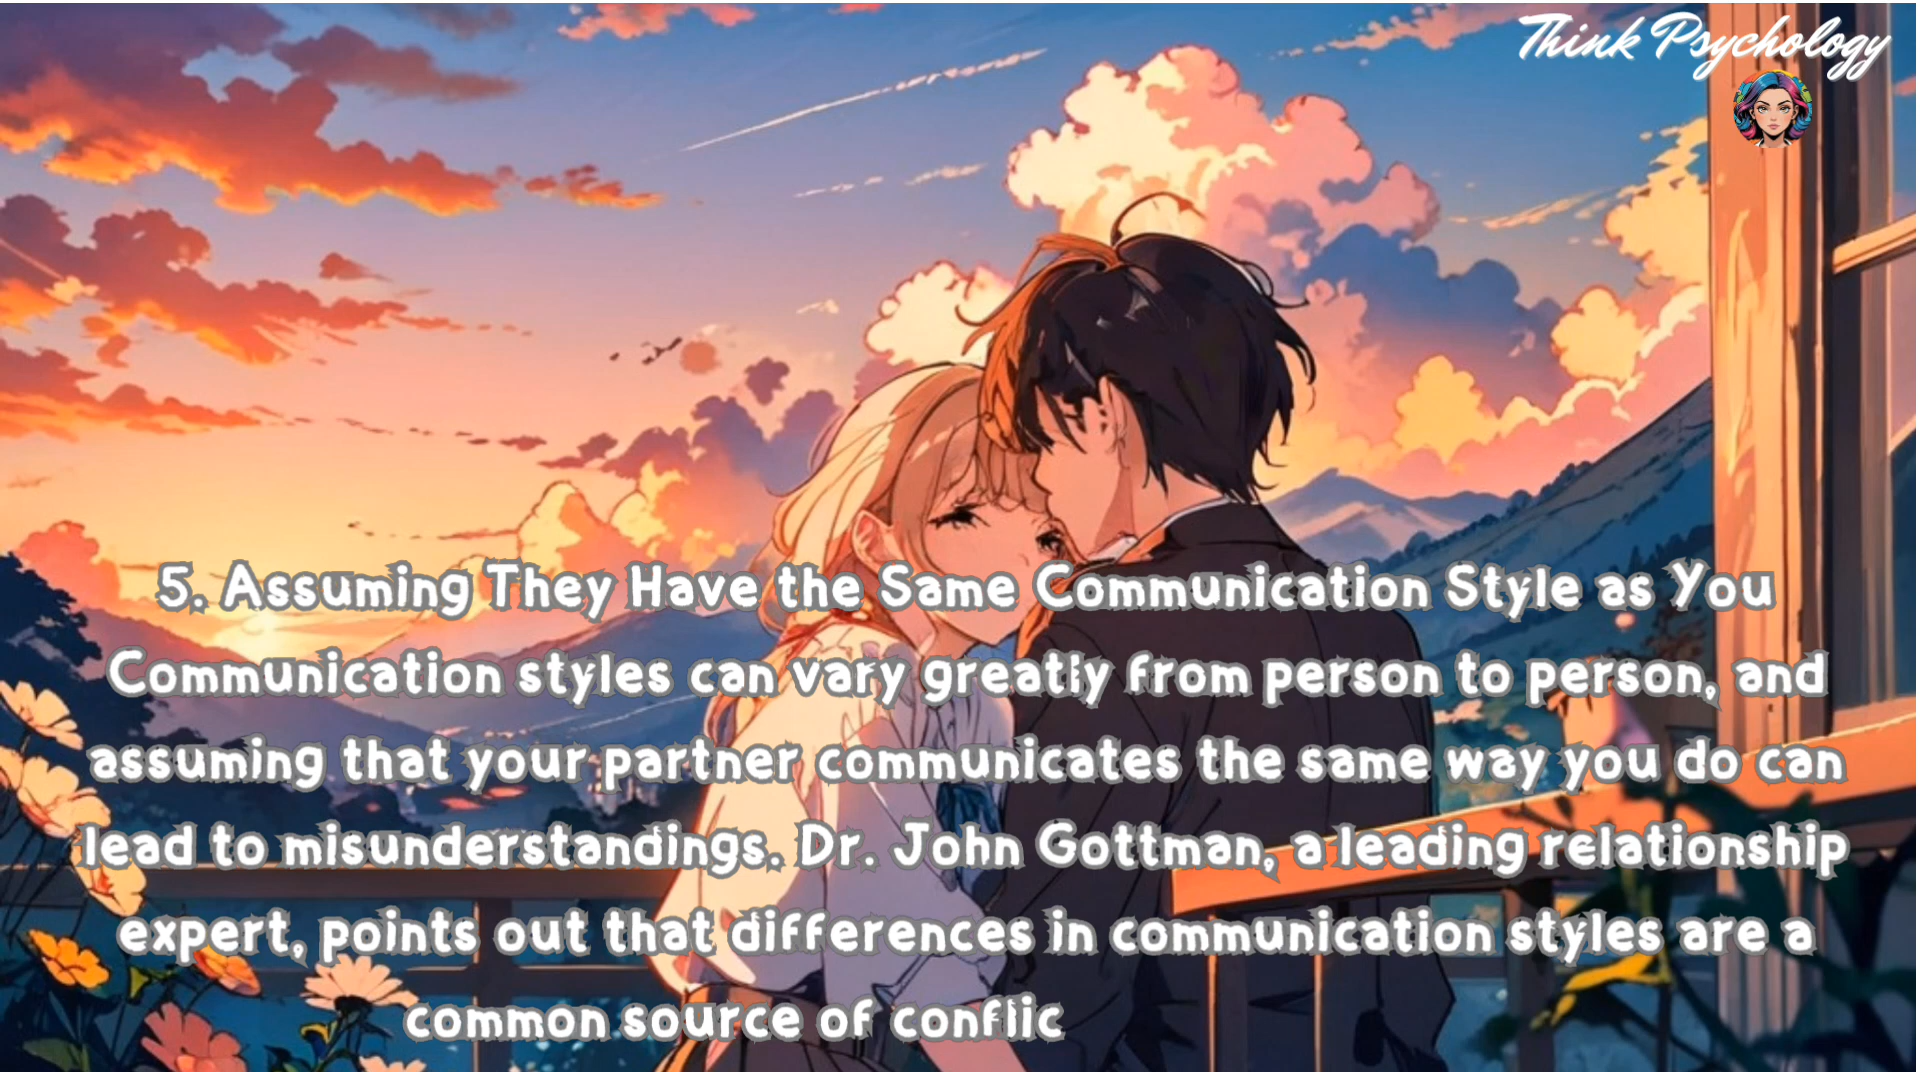 Think Psychology
5. Assuming They Have the Same Communication Style as You
Communication styles can vary greatly from person to person, and
assuming that your partner communicates the same way you do can
lead to misunderstandings. Dr. John Gottman, a leading relationship
expert, points out that differences in communication styles are a
common source of conflic